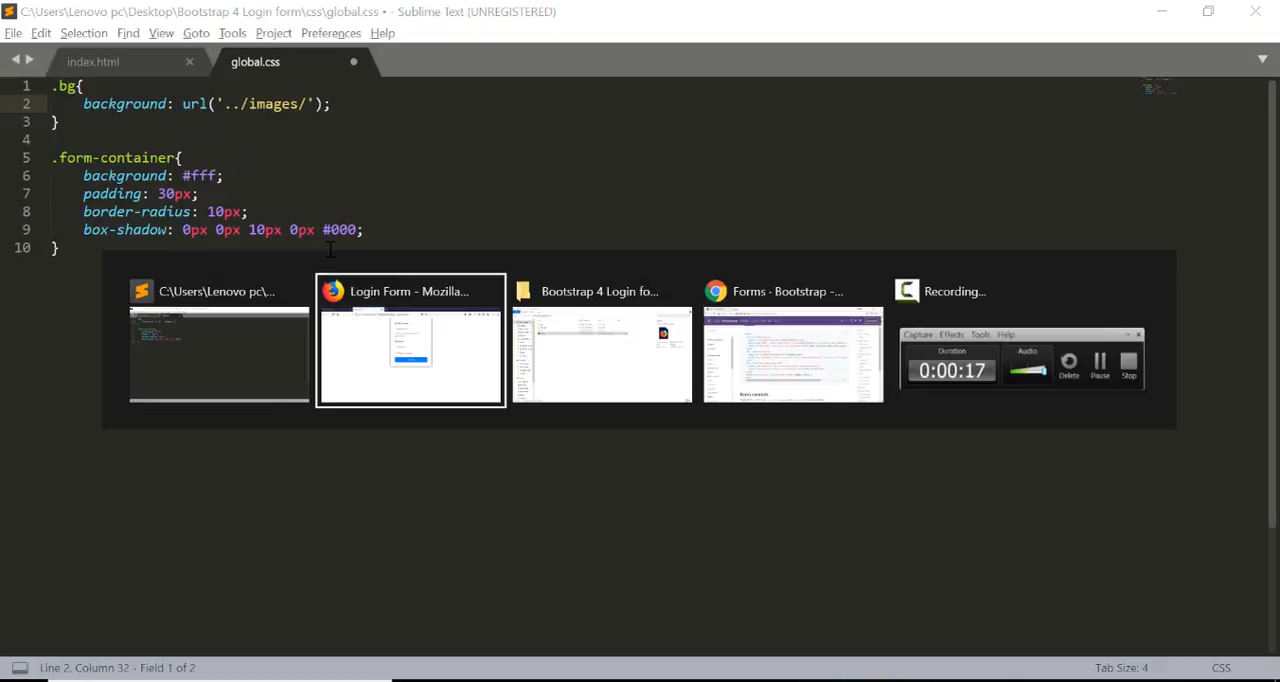 C:\Users\Lenovo pc\Desktop\Bootstrap 4 Login form\css\global.css • - Sublime Text (UNREGISTERED)
File Edit Selection Find View Goto Tools Project Preferences Help
index.html global.css
1 .bg{
2 background: url('../images/');
3 }
4
5 .form-container{
6 background: #fff;
7 padding: 30px;
8 border-radius: 10px;
9 box-shadow: 0px 0px 10px 0px #000;
10 }
C:\Users\Lenovo pc\... Login Form - Mozilla... Bootstrap 4 Login fo... Forms · Bootstrap -... Recording...
Capture Effects Tools Help
Duration Audio
0:00:17
Delete Pause Stop
Line 2, Column 32 - Field 1 of 2 Tab Size: 4 CSS